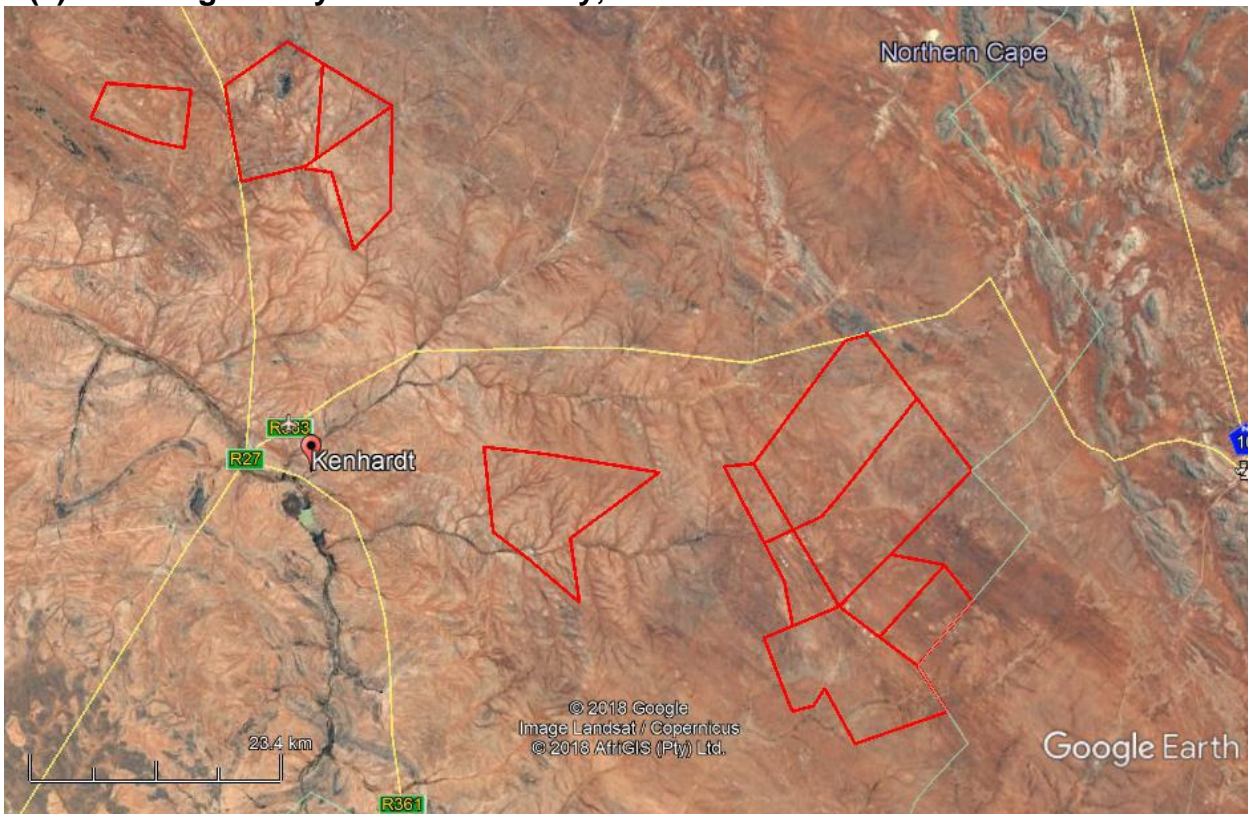 Northern Cape
R27
Kenhardt
23.4 km
© 2018 Google
Image Landsat / Copernicus
© 2018 AfriGIS (Pty) Ltd.
Google Earth
R361